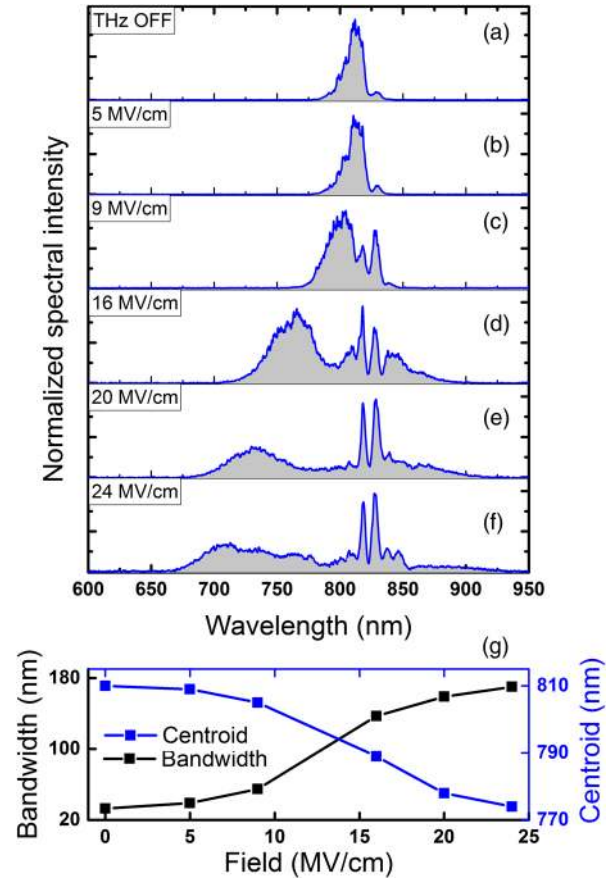 THz OFF
(a)
5 MV/cm
(b)
9 MV/cm
(c)
16 MV/cm
(d)
20 MV/cm
(e)
24 MV/cm
(f)
Normalized spectral intensity
600 650 700 750 800 850 900 950
Wavelength (nm)
(g)
180
100
20
Bandwidth (nm)
Centroid
Bandwidth
810
790
770
Centroid (nm)
0 5 10 15 20 25
Field (MV/cm)